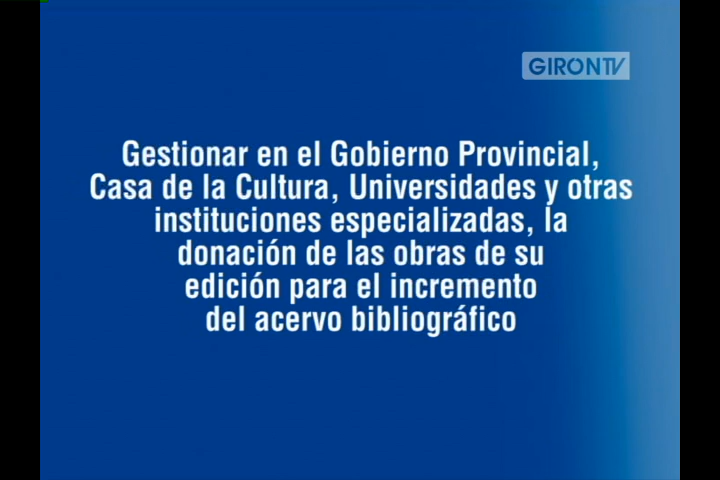 GIRONTV
Gestionar en el Gobierno Provincial,
Casa de la Cultura, Universidades y otras
instituciones especializadas, la
donación de las obras de su
edición para el incremento
del acervo bibliográfico